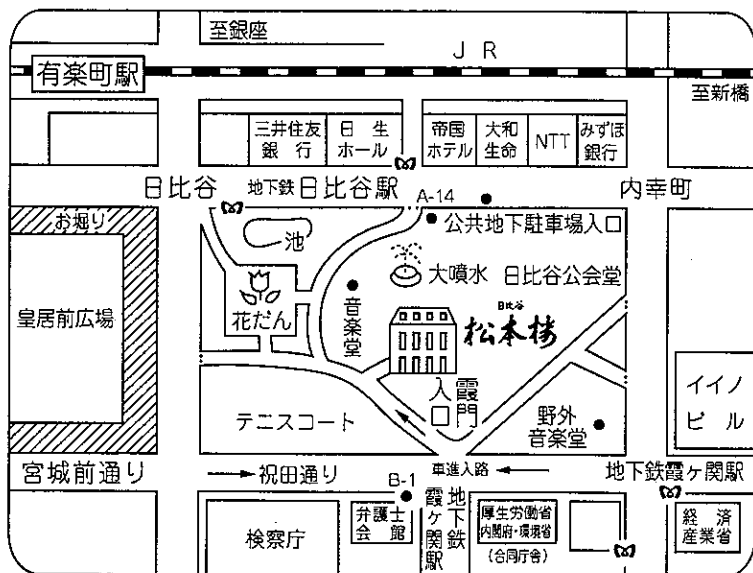 至銀座
JR
有楽町駅
至新橋
三井住友
銀行
日生
ホール
帝国
ホテル
大和
生命
NTT
みずほ
銀行
日比谷
地下鉄日比谷駅
A-14
内幸町
お堀り
池
公共地下駐車場入口
大噴水
日比谷公会堂
皇居前広場
花だん
音楽堂
日比谷
松本楼
入口
霞門
イイノ
ビル
テニスコート
野外
音楽堂
宮城前通り
→祝田通り
車進入路 ←
地下鉄霞ヶ関駅
B-1
検察庁
弁護士
会館
地下鉄
霞ヶ関駅
厚生労働省
内閣府・環境省
(合同庁舎)
経済
産業省